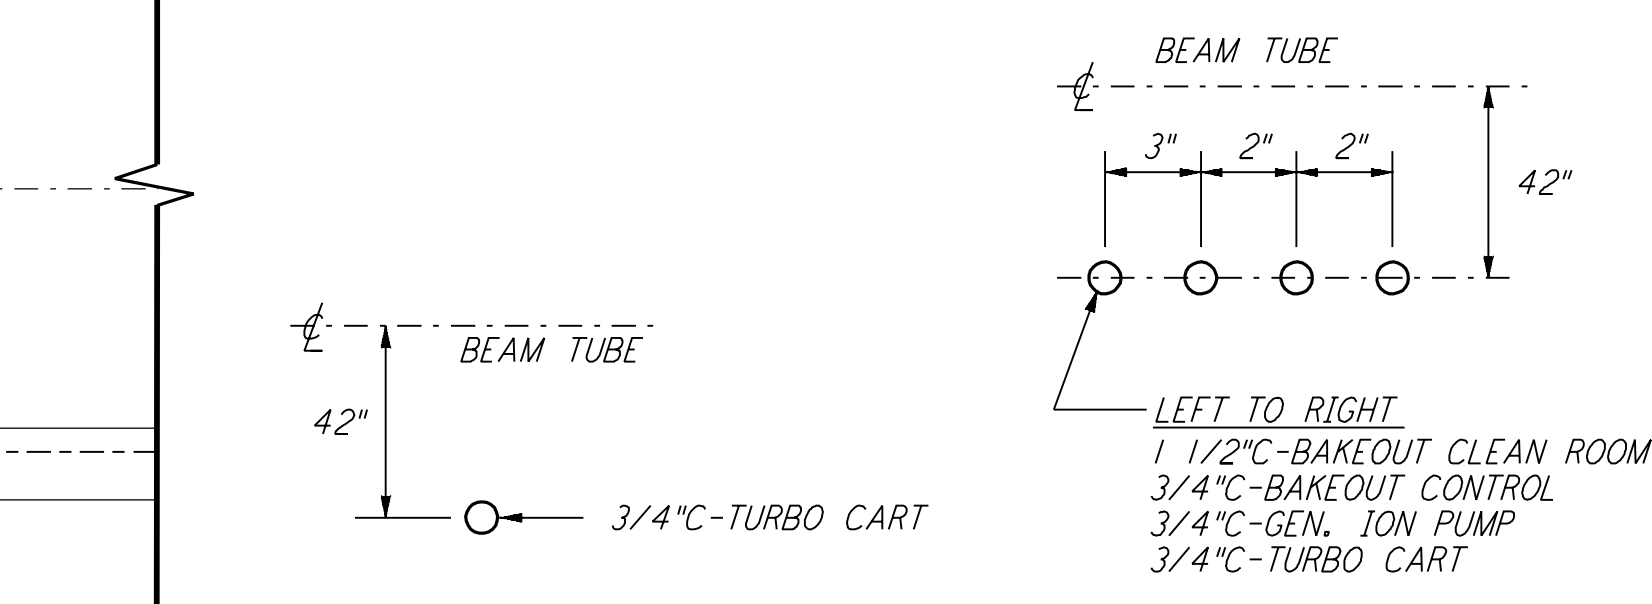 BEAM TUBE
℄
3" 2" 2"
42"
℄
BEAM TUBE
42"
3/4"C-TURBO CART
LEFT TO RIGHT
1 1/2"C-BAKEOUT CLEAN ROOM
3/4"C-BAKEOUT CONTROL
3/4"C-GEN. ION PUMP
3/4"C-TURBO CART